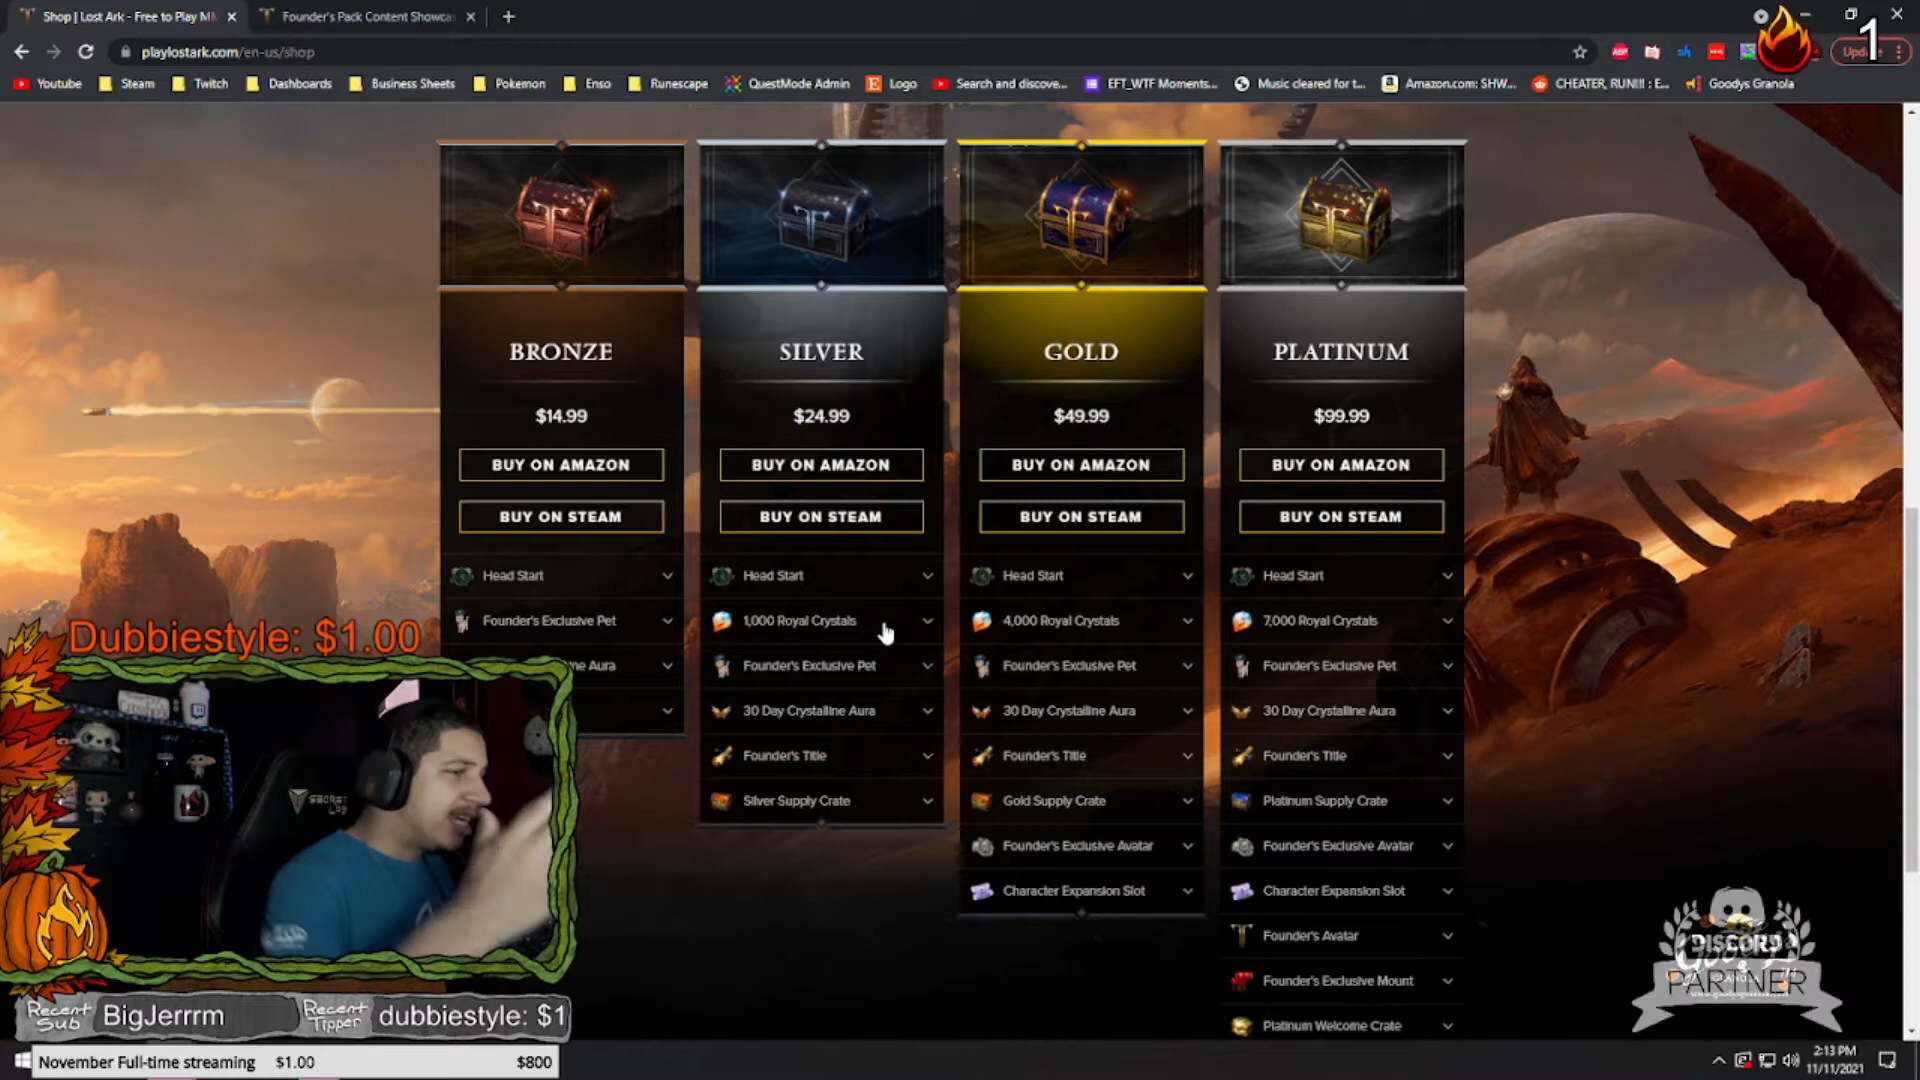 Shop | Lost Ark - Free to Play M
Founder's Pack Content Showca
playlostark.com/en-us/shop
1
Youtube
Steam
Twitch
Dashboards
Business Sheets
Pokemon
Enso
Runescape
QuestMode Admin
Logo
Search and discove...
EFT_WTF Moments...
Music cleared for t...
Amazon.com: SHW...
CHEATER, RUN!!! : E...
Goodys Granola
BRONZE
$14.99
BUY ON AMAZON
BUY ON STEAM
Head Start
Founder's Exclusive Pet
ne Aura
SILVER
$24.99
BUY ON AMAZON
BUY ON STEAM
Head Start
1,000 Royal Crystals
Founder's Exclusive Pet
30 Day Crystalline Aura
Founder's Title
Silver Supply Crate
GOLD
$49.99
BUY ON AMAZON
BUY ON STEAM
Head Start
4,000 Royal Crystals
Founder's Exclusive Pet
30 Day Crystalline Aura
Founder's Title
Gold Supply Crate
Founder's Exclusive Avatar
Character Expansion Slot
PLATINUM
$99.99
BUY ON AMAZON
BUY ON STEAM
Head Start
7,000 Royal Crystals
Founder's Exclusive Pet
30 Day Crystalline Aura
Founder's Title
Platinum Supply Crate
Founder's Exclusive Avatar
Character Expansion Slot
Founder's Avatar
Founder's Exclusive Mount
Platinum Welcome Crate
Dubbiestyle: $1.00
Recent Sub
BigJerrrm
Recent Tipper
dubbiestyle: $1
November Full-time streaming $1.00 $800
DISCORD
PARTNER
2:13 PM
11/11/2021